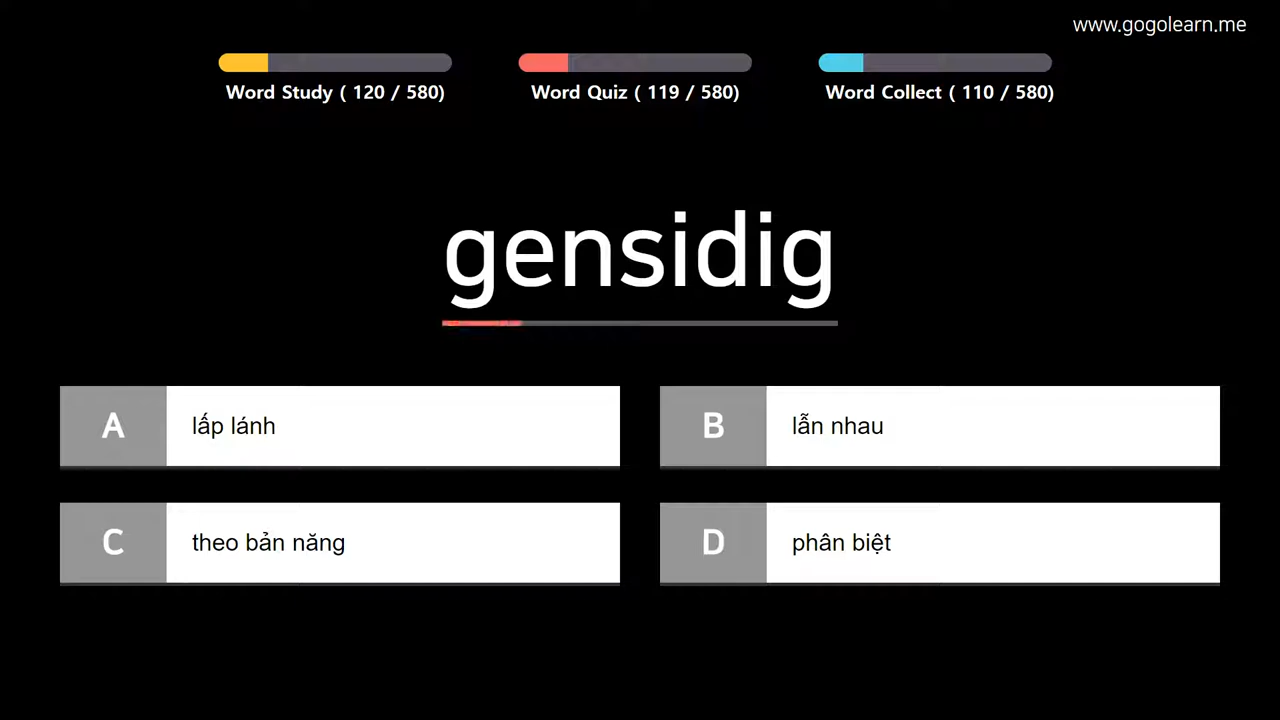 www.gogolearn.me
Word Study ( 120 / 580)
Word Quiz ( 119 / 580)
Word Collect ( 110 / 580)
gensidig
A lấp lánh
B lẫn nhau
C theo bản năng
D phân biệt